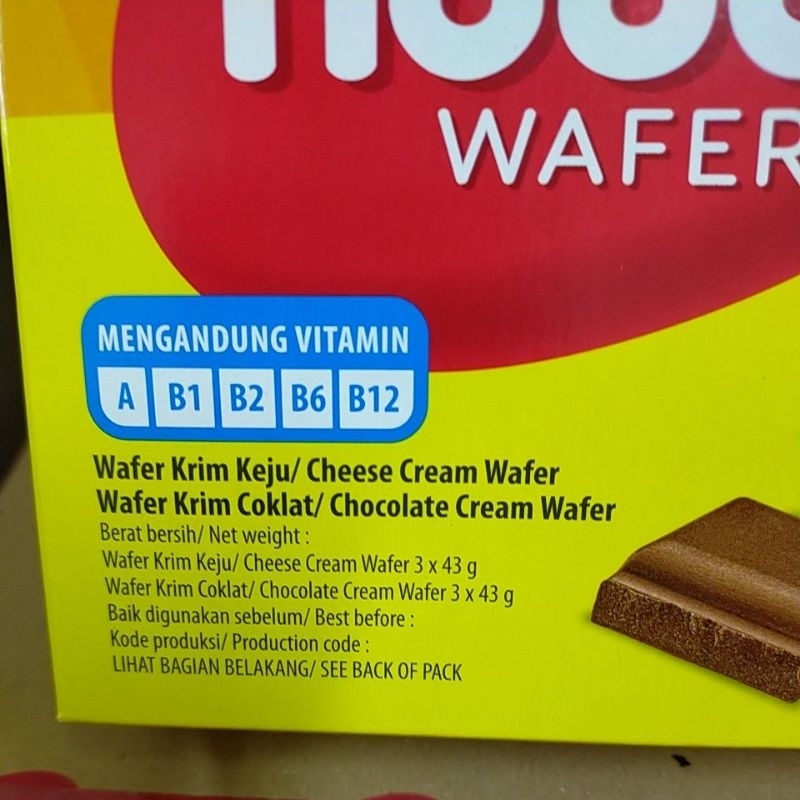 WAFER
MENGANDUNG VITAMIN
A B1 B2 B6 B12
Wafer Krim Keju/ Cheese Cream Wafer
Wafer Krim Coklat/ Chocolate Cream Wafer
Berat bersih/ Net weight :
Wafer Krim Keju/ Cheese Cream Wafer 3 x 43 g
Wafer Krim Coklat/ Chocolate Cream Wafer 3 x 43 g
Baik digunakan sebelum/ Best before :
Kode produksi/ Production code :
LIHAT BAGIAN BELAKANG/ SEE BACK OF PACK